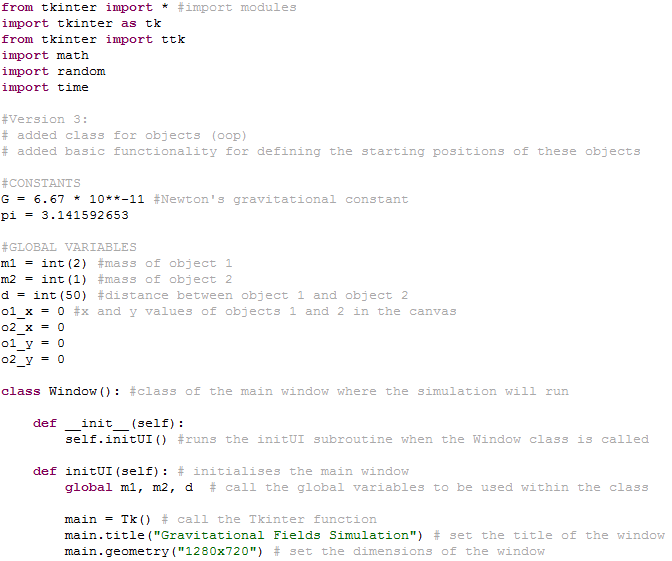 from tkinter import * #import modules
import tkinter as tk
from tkinter import ttk
import math
import random
import time
#Version 3:
# added class for objects (oop)
# added basic functionality for defining the starting positions of these objects
#CONSTANTS
G = 6.67 * 10**-11 #Newton's gravitational constant
pi = 3.141592653
#GLOBAL VARIABLES
m1 = int(2) #mass of object 1
m2 = int(1) #mass of object 2
d = int(50) #distance between object 1 and object 2
o1_x = 0 #x and y values of objects 1 and 2 in the canvas
o2_x = 0
o1_y = 0
o2_y = 0
class Window(): #class of the main window where the simulation will run
    def __init__(self):
        self.initUI() #runs the initUI subroutine when the Window class is called
    def initUI(self): # initialises the main window
        global m1, m2, d  # call the global variables to be used within the class
        main = Tk() # call the Tkinter function
        main.title("Gravitational Fields Simulation") # set the title of the window
        main.geometry("1280x720") # set the dimensions of the window